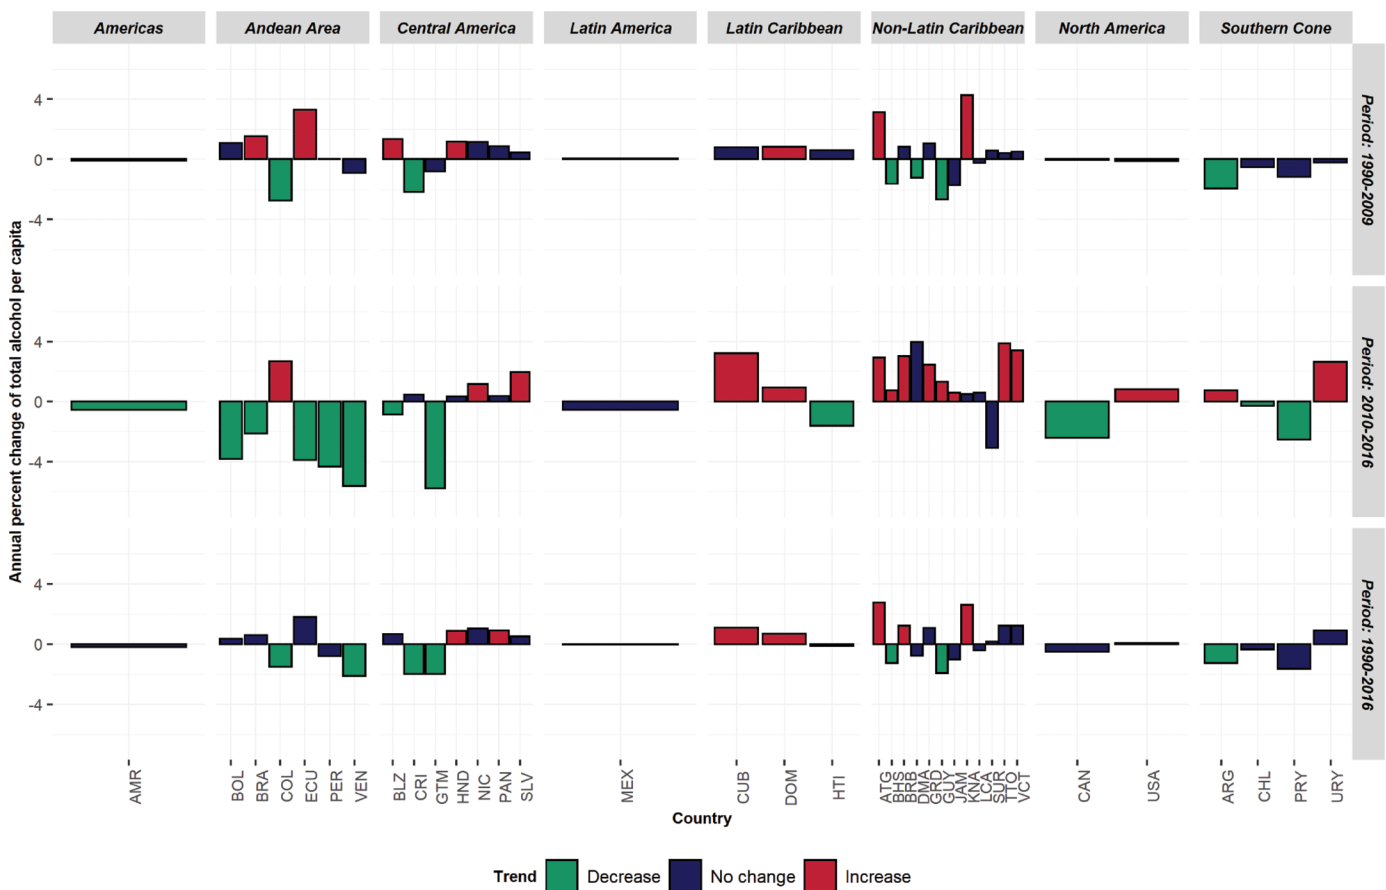 Americas
Andean Area
Central America
Latin America
Latin Caribbean
Non-Latin Caribbean
North America
Southern Cone
Annual percent change of total alcohol per capita
4
0
-4
Period: 1990-2009
4
0
-4
Period: 2010-2016
4
0
-4
Period: 1990-2016
AMR
BOL
BRA
COL
ECU
PER
VEN
BLZ
CRI
GTM
HND
NIC
PAN
SLV
MEX
CUB
DOM
HTI
ATG
BHS
BRB
DMA
GRD
GUY
JAM
KNA
LCA
SUR
TTO
VCT
CAN
USA
ARG
CHL
PRY
URY
Country
Trend Decrease No change Increase